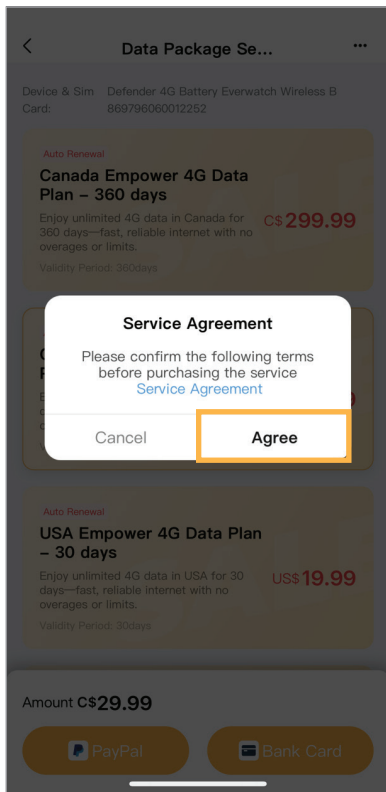 Data Package Se...
Device & Sim
Card:
Defender 4G Battery Everwatch Wireless B
869796060012252
Auto Renewal
Canada Empower 4G Data
Plan – 360 days
Enjoy unlimited 4G data in Canada for
360 days—fast, reliable internet with no
overages or limits.
C$299.99
Validity Period: 360days
Service Agreement
Please confirm the following terms
before purchasing the service
Service Agreement
Cancel
Agree
Auto Renewal
USA Empower 4G Data Plan
– 30 days
Enjoy unlimited 4G data in USA for 30
days—fast, reliable internet with no
overages or limits.
US$19.99
Validity Period: 30days
Amount C$29.99
PayPal
Bank Card